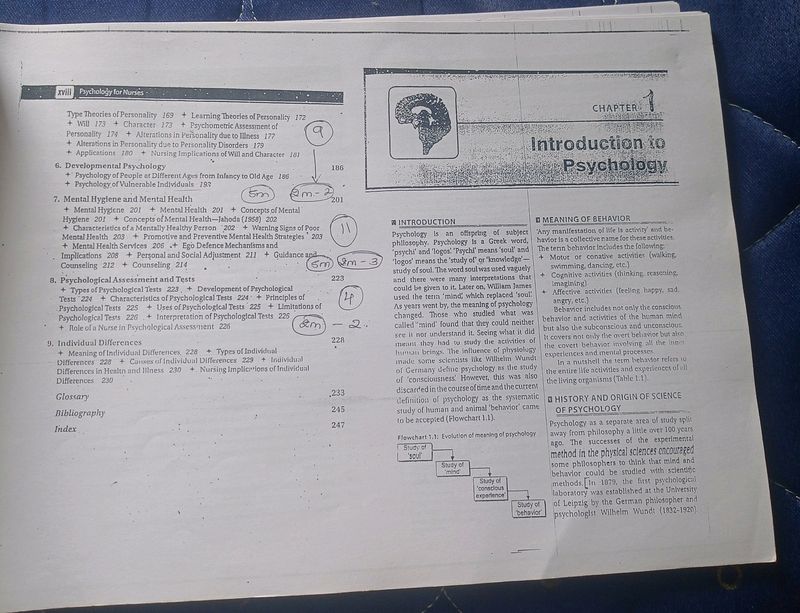 xviii Psychology for Nurses
Type Theories of Personality 169 + Learning Theories of Personality 172
+ Will 173 + Character 173 + Psychometric Assessment of
Personality 174 + Alterations in Personality due to Illness 177
+ Alterations in Personality due to Personality Disorders 179
+ Applications 180 + Nursing Implications of Will and Character 181
9
6. Developmental Psychology 186
+ Psychology of People at Different Ages from Infancy to Old Age 186
+ Psychology of Vulnerable Individuals 193
5m 2m-2
7. Mental Hygiene and Mental Health 201
+ Mental Hygiene 201 + Mental Health 201 + Concepts of Mental
Hygiene 201 + Concepts of Mental Health—Jahoda (1958) 202
+ Characteristics of a Mentally Healthy Person 202 + Warning Signs of Poor
Mental Health 203 + Promotive and Preventive Mental Health Strategies 203
+ Mental Health Services 206 + Ego Defence Mechanisms and
Implications 208 + Personal and Social Adjustment 211 + Guidance and
Counseling 212 + Counseling 214
11
5m 2m-3
8. Psychological Assessment and Tests 223
+ Types of Psychological Tests 223 + Development of Psychological
Tests 224 + Characteristics of Psychological Tests 224 + Principles of
Psychological Tests 225 + Uses of Psychological Tests 225 + Limitations of
Psychological Tests 226 + Interpretation of Psychological Tests 226
+ Role of a Nurse in Psychological Assessment 226
4
2m - 2
9. Individual Differences 228
+ Meaning of Individual Differences 228 + Types of Individual
Differences 228 + Causes of Individual Differences 229 + Individual
Differences in Health and Illness 230 + Nursing Implications of Individual
Differences 230
Glossary 233
Bibliography 245
Index 247
CHAPTER 1
Introduction to
Psychology
INTRODUCTION
Psychology is an offspring of subject
philosophy. Psychology is a Greek word,
'psychi' and 'logos'. 'Psychi' means 'soul' and
'logos' means the 'study of' or 'knowledge'—
study of soul. The word soul was used vaguely
and there were many interpretations that
could be given to it. Later on, William James
used the term 'mind', which replaced 'soul'.
As years went by, the meaning of psychology
changed. Those who studied what was
called 'mind' found that they could neither
see it nor understand it. Seeing what it did
meant they had to study the activities of
human brings. The influence of physiology
made some scientists like Wilhelm Wundt
of Germany define psychology as the study
of 'consciousness'. However, this was also
discarded in the course of time and the current
definition of psychology as the systematic
study of human and animal 'behavior' came
to be accepted (Flowchart 1.1).
Flowchart 1.1: Evolution of meaning of psychology
Study of
'soul'
Study of
'mind'
Study of
'conscious
experience'
Study of
'behavior'
MEANING OF BEHAVIOR
'Any manifestation of life is activity' and be-
havior is a collective name for these activities.
The term behavior includes the following:
+ Motor or conative activities (walking,
swimming, dancing, etc.)
+ Cognitive activities (thinking, reasoning,
imagining)
+ Affective activities (feeling happy, sad,
angry, etc.)
Behavior includes not only the conscious
behavior and activities of the human mind
but also the subconscious and unconscious.
It covers not only the overt behavior but also
the covert behavior involving all the inner
experiences and mental processes.
In a nutshell the term behavior refers to
the entire life activities and experiences of all
the living organisms (Table 1.1).
HISTORY AND ORIGIN OF SCIENCE
OF PSYCHOLOGY
Psychology as a separate area of study split
away from philosophy a little over 100 years
ago. The successes of the experimental
method in the physical sciences encouraged
some philosophers to think that mind and
behavior could be studied with scientific
methods. [In 1879, the first psychological
laboratory was established at the University
of Leipzig by the German philosopher and
psychologist Wilhelm Wundt (1832–1920)